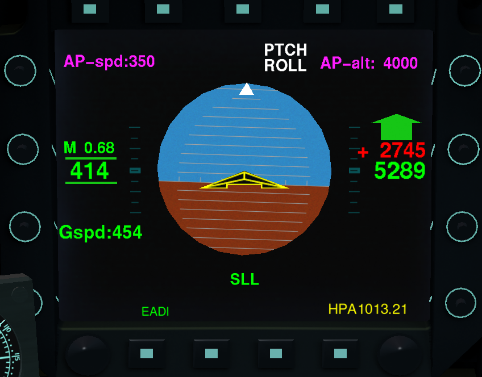 AP-spd:350
PTCH
ROLL
AP-alt: 4000
M 0.68
414
+ 2745
5289
Gspd:454
SLL
EADI
HPA1013.21